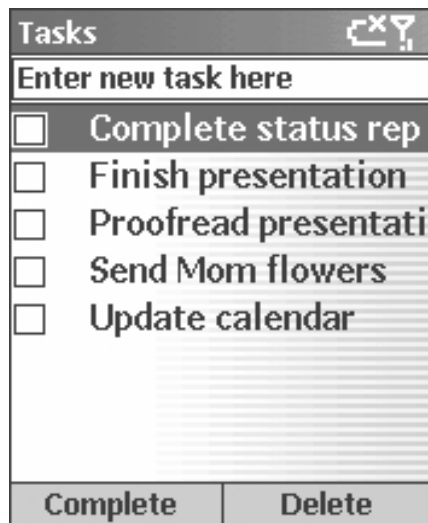 Tasks
Enter new task here
Complete status rep
Finish presentation
Proofread presentati
Send Mom flowers
Update calendar
Complete Delete